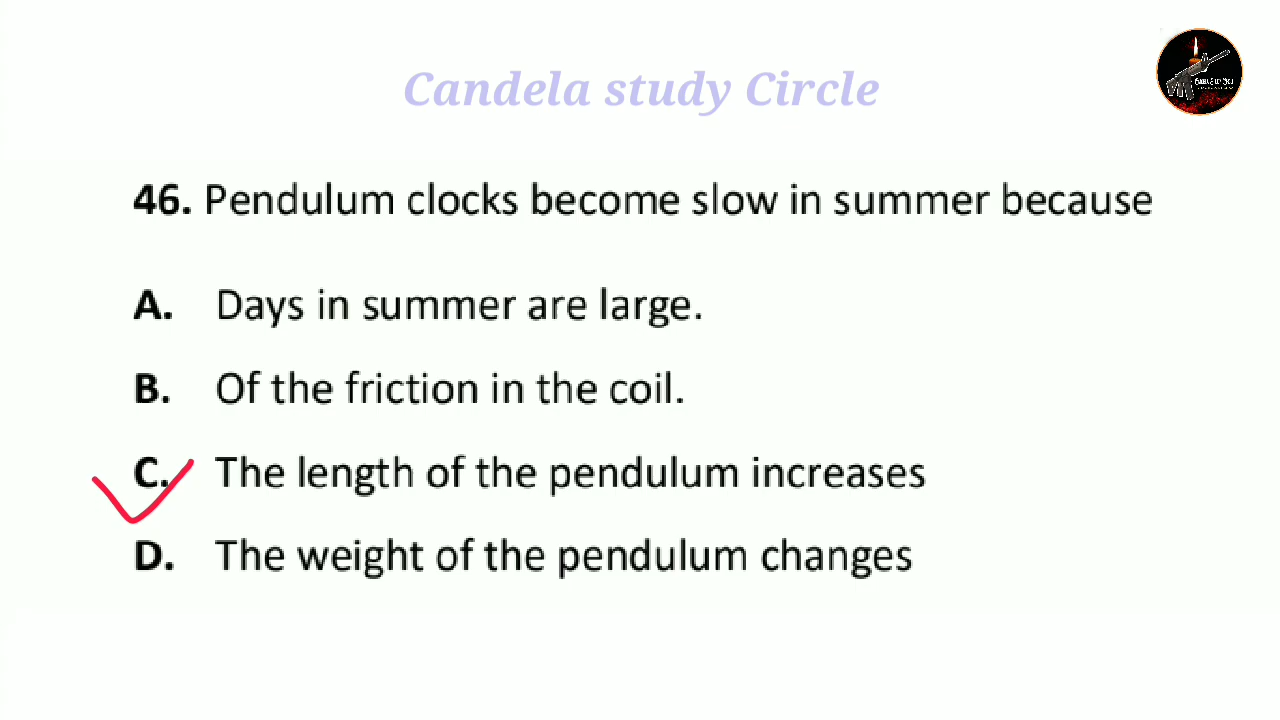 Candela study Circle
46. Pendulum clocks become slow in summer because
A. Days in summer are large.
B. Of the friction in the coil.
C. The length of the pendulum increases
D. The weight of the pendulum changes